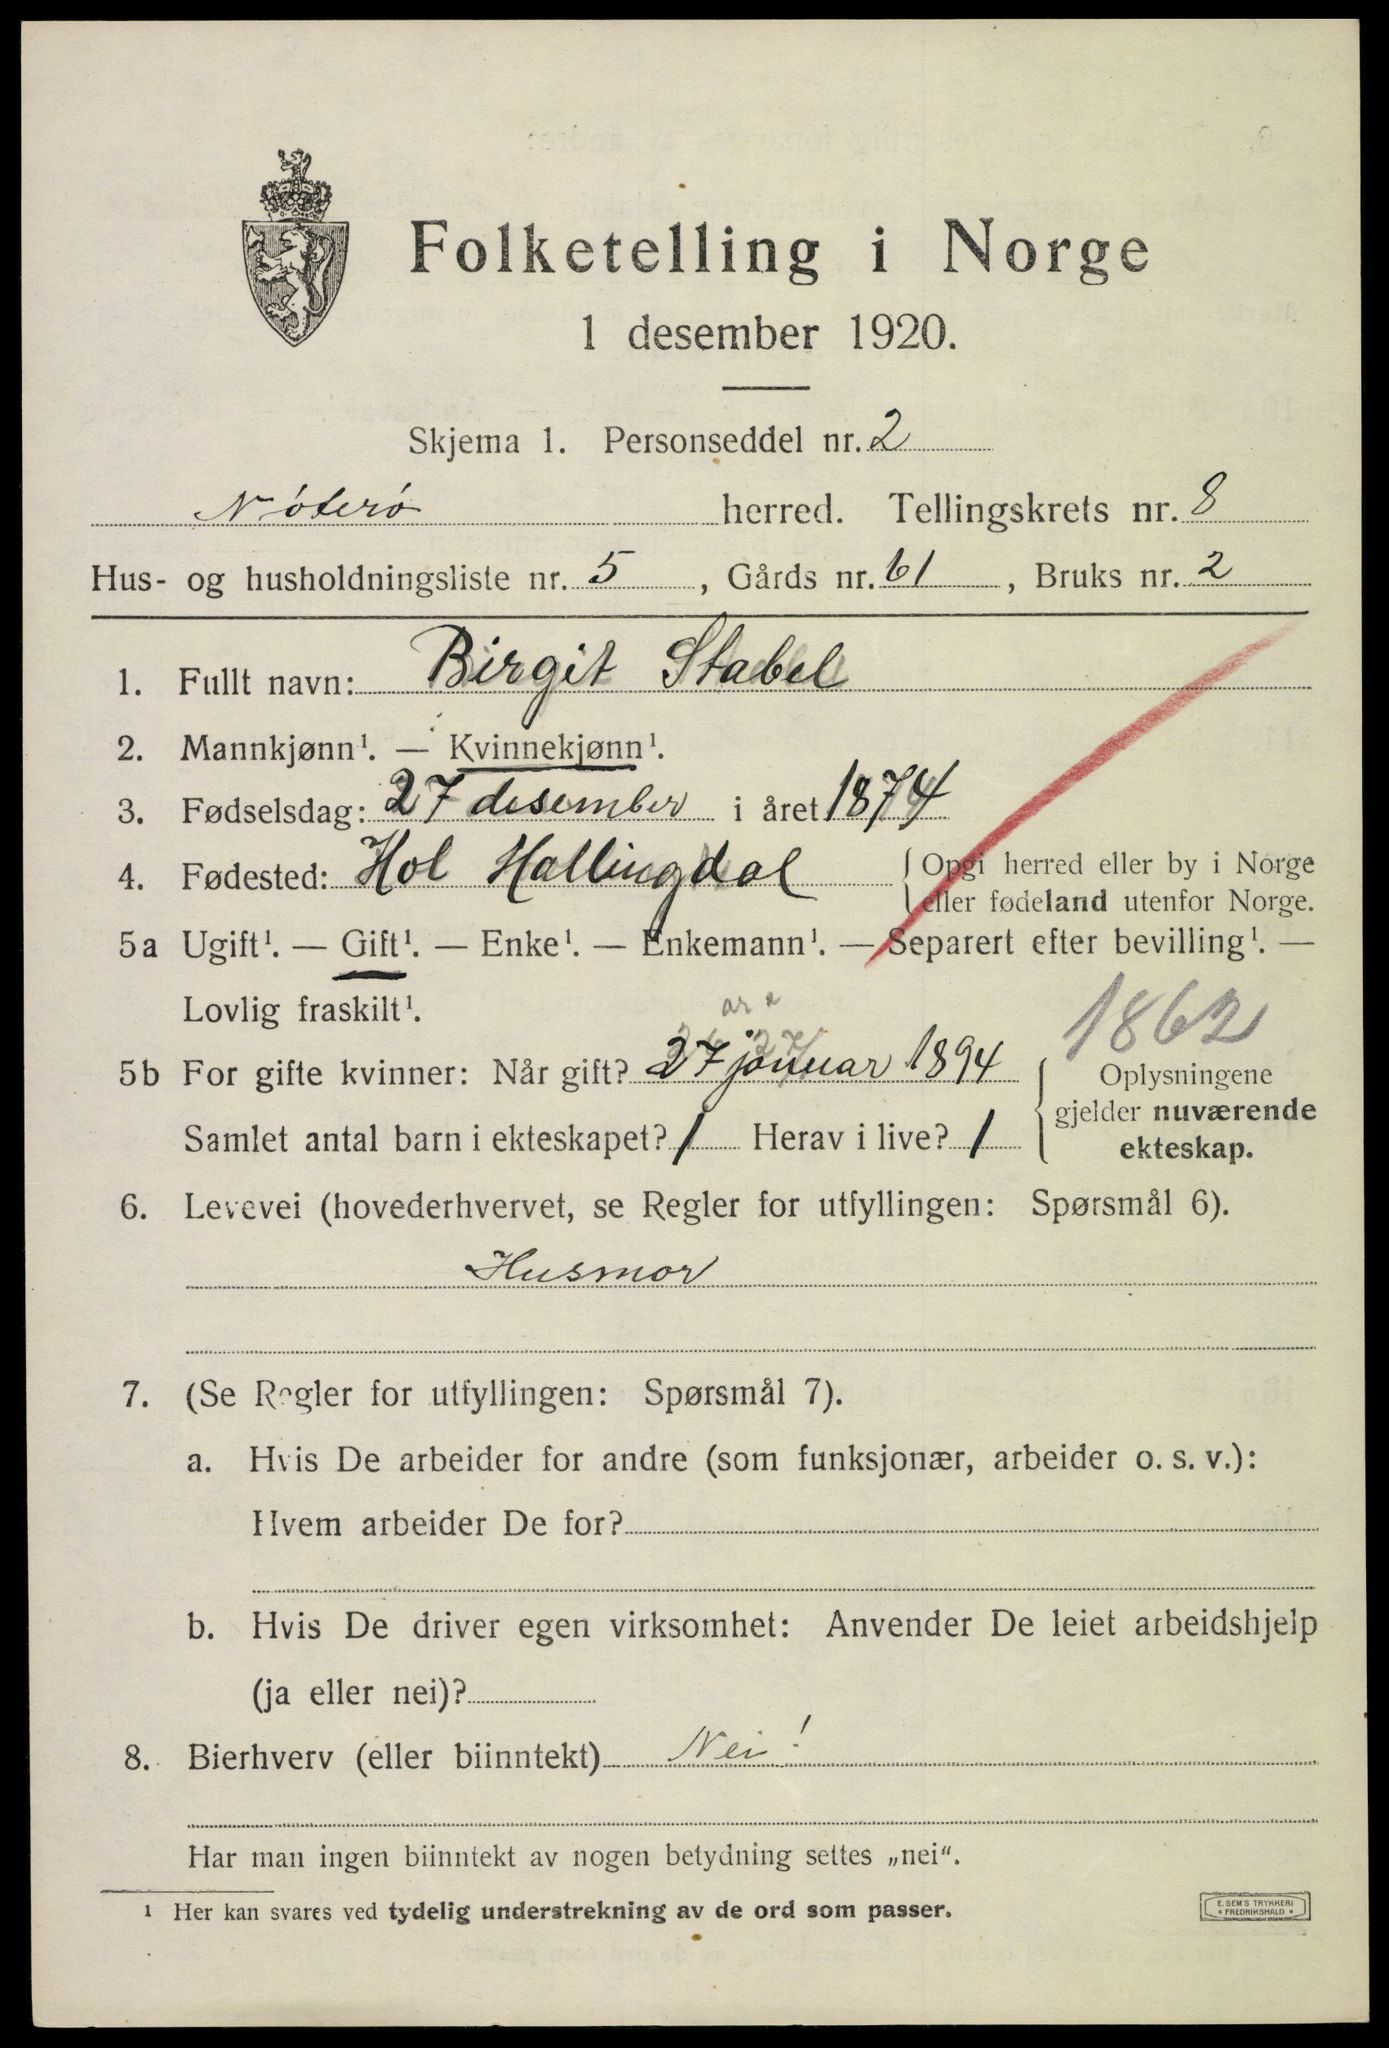 Folketelling i Norge
1 desember 1920.
Skjema 1. Personseddel nr. 2
Nøterø herred. Tellingskrets nr. 8
Hus- og husholdningsliste nr. 5, Gårds nr. 61, Bruks nr. 2
1. Fullt navn: Birgit Stabel
2. Mannkjønn¹. — Kvinnekjønn¹.
3. Fødselsdag: 27 desember i året 1874
4. Fødested: Hol Hallingdal { Opgi herred eller by i Norge
eller fødeland utenfor Norge.
5a Ugift¹. — Gift¹. — Enke¹. — Enkemann¹. — Separert efter bevilling¹. —
Lovlig fraskilt¹.
1862
5b For gifte kvinner: Når gift? 27 januar 1894 { Oplysningene
gjelder nuværende
Samlet antal barn i ekteskapet? 1 Herav i live? 1
ekteskap.
6. Levevei (hovederhvervet, se Regler for utfyllingen: Spørsmål 6).
Husmor
7. (Se Regler for utfyllingen: Spørsmål 7).
a. Hvis De arbeider for andre (som funksjonær, arbeider o. s. v.):
Hvem arbeider De for?
b. Hvis De driver egen virksomhet: Anvender De leiet arbeidshjelp
(ja eller nei)?
8. Bierhverv (eller biinntekt) Nei!
Har man ingen biinntekt av nogen betydning settes „nei“.
¹ Her kan svares ved tydelig understrekning av de ord som passer.
E. SEM'S TRYKKERI
* FREDRIKSHALD *